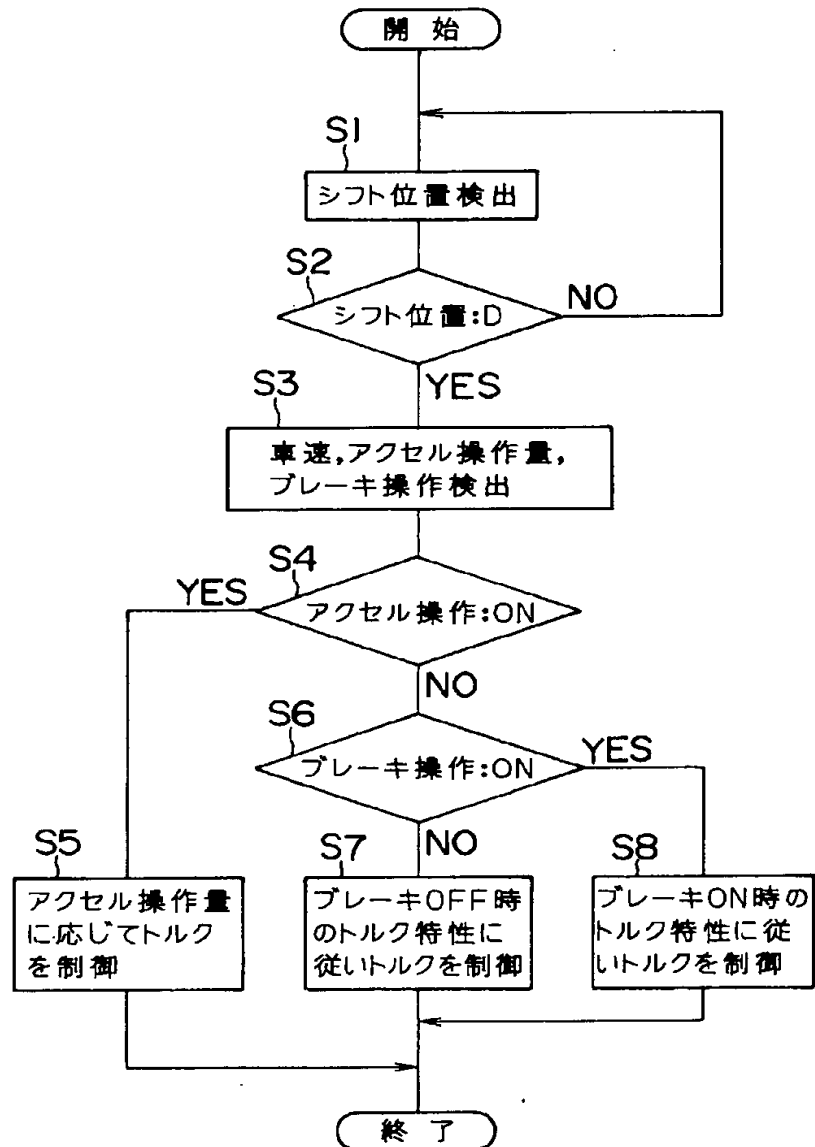 開始
S1
シフト位置検出
S2
シフト位置:D
NO
YES
S3
車速,アクセル操作量,
ブレーキ操作検出
S4
YES
アクセル操作:ON
NO
S6
YES
ブレーキ操作:ON
NO
S5
アクセル操作量
に応じてトルク
を制御
S7
ブレーキOFF時
のトルク特性に
従いトルクを制御
S8
ブレーキON時の
トルク特性に従
いトルクを制御
終了